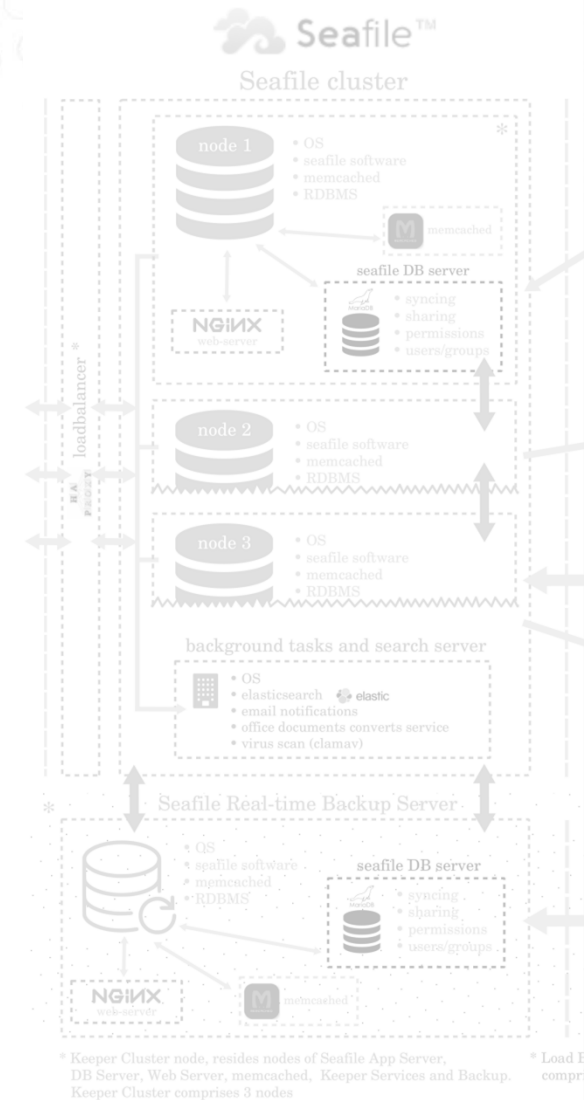 Seafile™
Seafile cluster
*
node 1
• OS
• seafile software
• memcached
• RDBMS
M
memcached
seafile DB server
NGiNX
web-server
• syncing
• sharing
• permissions
• users/groups
loadbalancer *
HA
PROXY
node 2
• OS
• seafile software
• memcached
• RDBMS
node 3
• OS
• seafile software
• memcached
• RDBMS
background tasks and search server
• OS
• elasticsearch elastic
• email notifications
• office documents converts service
• virus scan (clamav)
* Seafile Real-time Backup Server
• OS
• seafile software
• memcached
• RDBMS
seafile DB server
• syncing
• sharing
• permissions
• users/groups
NGiNX
web-server
M
memcached
* Keeper Cluster node, resides nodes of Seafile App Server,
DB Server, Web Server, memcached, Keeper Services and Backup.
Keeper Cluster comprises 3 nodes
* Load